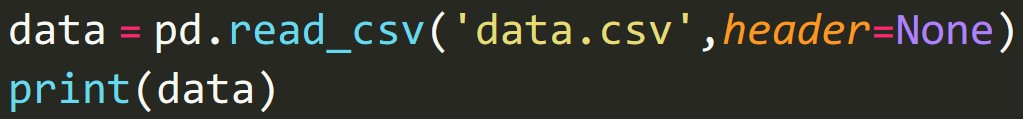 data = pd.read_csv('data.csv',header=None)
print(data)